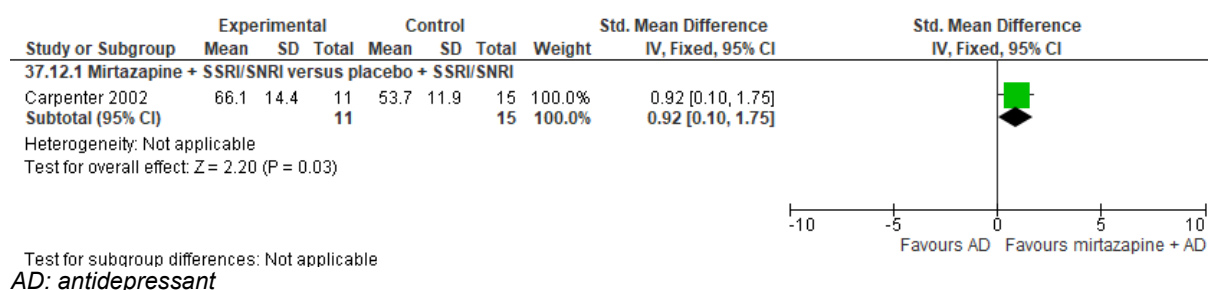 Experimental Control Std. Mean Difference Std. Mean Difference
Study or Subgroup Mean SD Total Mean SD Total Weight IV, Fixed, 95% CI IV, Fixed, 95% CI
37.12.1 Mirtazapine + SSRI/SNRI versus placebo + SSRI/SNRI
Carpenter 2002 66.1 14.4 11 53.7 11.9 15 100.0% 0.92 [0.10, 1.75]
Subtotal (95% CI) 11 15 100.0% 0.92 [0.10, 1.75]
Heterogeneity: Not applicable
Test for overall effect: Z = 2.20 (P = 0.03)
-10 -5 0 5 10
Favours AD Favours mirtazapine + AD
Test for subgroup differences: Not applicable
AD: antidepressant